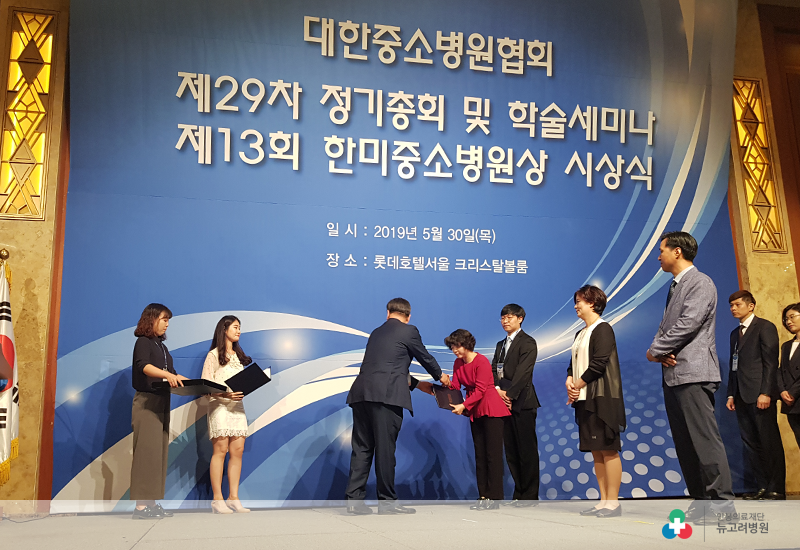 대한중소병원협회
제29차 정기총회 및 학술세미나
제13회 한미중소병원상 시상식
일 시 : 2019년 5월 30일(목)
장 소 : 롯데호텔서울 크리스탈볼룸
뉴고려병원